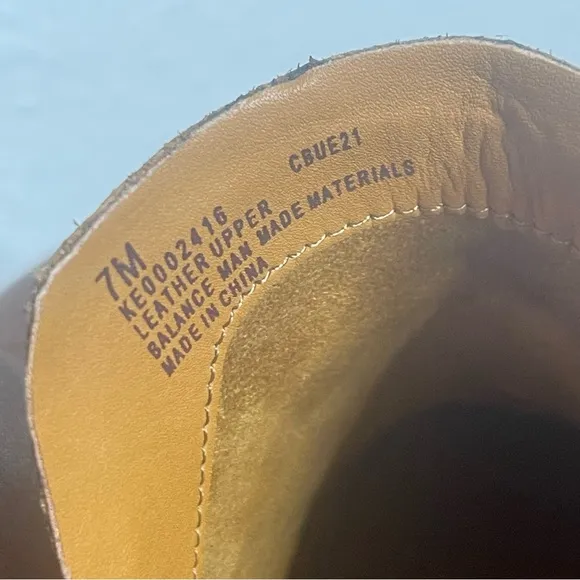 7M
CBUE21
KE0002416
LEATHER UPPER
BALANCE MAN MADE MATERIALS
MADE IN CHINA